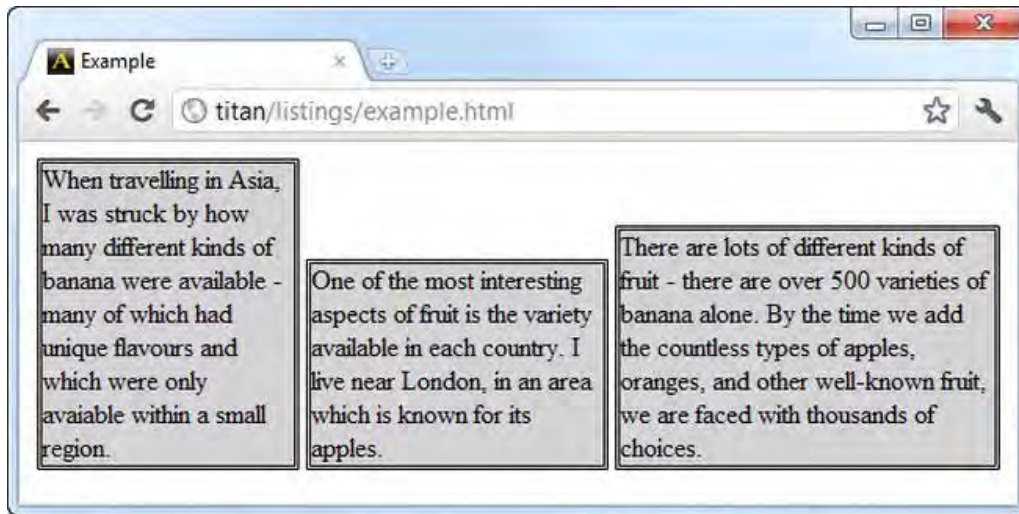 Example
titan/listings/example.html
When travelling in Asia,
I was struck by how
many different kinds of
banana were available -
many of which had
unique flavours and
which were only
avaiable within a small
region.
One of the most interesting
aspects of fruit is the variety
available in each country. I
live near London, in an area
which is known for its
apples.
There are lots of different kinds of
fruit - there are over 500 varieties of
banana alone. By the time we add
the countless types of apples,
oranges, and other well-known fruit,
we are faced with thousands of
choices.